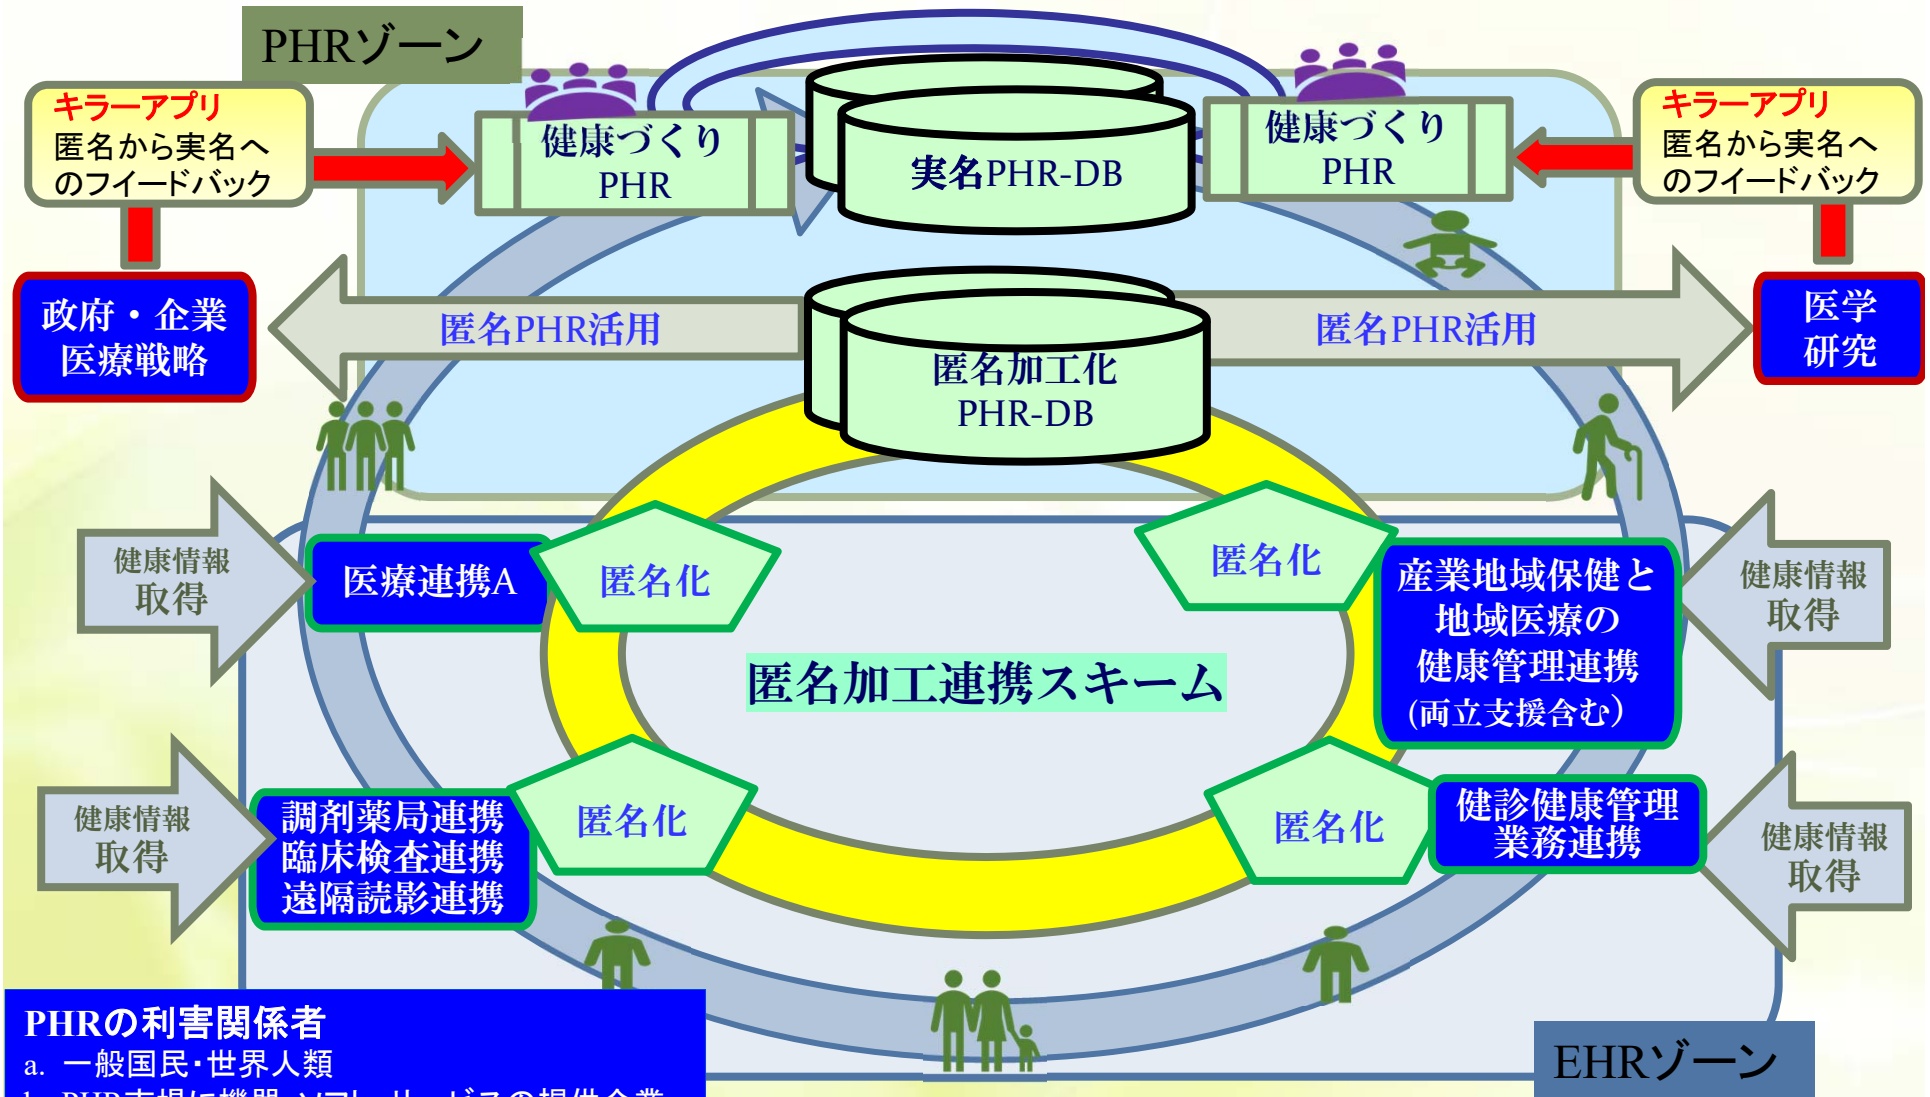 PHRゾーン
キラーアプリ
匿名から実名へ
のフイードバック
健康づくり
PHR
実名PHR-DB
健康づくり
PHR
キラーアプリ
匿名から実名へ
のフイードバック
政府・企業
医療戦略
匿名PHR活用
匿名加工化
PHR-DB
匿名PHR活用
医学
研究
健康情報
取得
医療連携A
匿名化
匿名化
産業地域保健と
地域医療の
健康管理連携
(両立支援含む)
健康情報
取得
匿名加工連携スキーム
健康情報
取得
調剤薬局連携
臨床検査連携
遠隔読影連携
匿名化
匿名化
健診健康管理
業務連携
健康情報
取得
PHRの利害関係者
a. 一般国民・世界人類
EHRゾーン